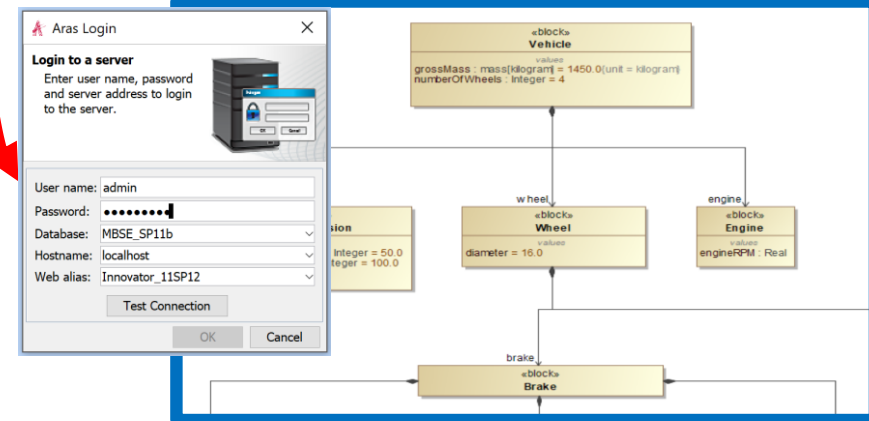 Aras Login
Login to a server
Enter user name, password
and server address to login
to the server.
User name: admin
Password:
Database: MBSE_SP11b
Hostname: localhost
Web alias: Innovator_11SP12
Test Connection
OK Cancel
«block»
Vehicle
values
grossMass : mass[kilogram] = 1450.0{unit = kilogram}
numberOfWheels : Integer = 4
sion
Integer = 50.0
teger = 100.0
wheel
«block»
Wheel
values
diameter = 16.0
engine
«block»
Engine
values
engineRPM : Real
brake
«block»
Brake